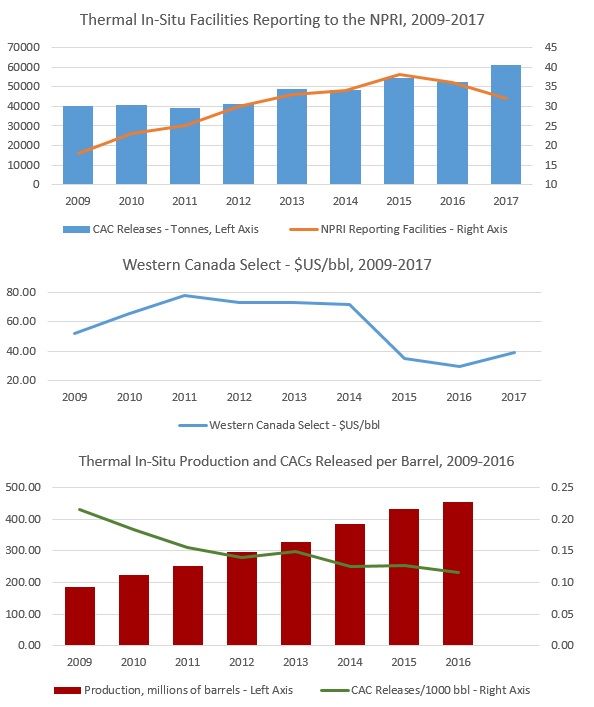 Thermal In-Situ Facilities Reporting to the NPRI, 2009-2017
70000 45
60000 40
50000 35
40000 30
30000 25
20000 20
10000 15
0 10
2009 2010 2011 2012 2013 2014 2015 2016 2017
CAC Releases - Tonnes, Left Axis NPRI Reporting Facilities - Right Axis
Western Canada Select - $US/bbl, 2009-2017
80.00
60.00
40.00
20.00
2009 2010 2011 2012 2013 2014 2015 2016 2017
Western Canada Select - $US/bbl
Thermal In-Situ Production and CACs Released per Barrel, 2009-2016
500.00 0.25
400.00 0.20
300.00 0.15
200.00 0.10
100.00 0.05
0.00 0.00
2009 2010 2011 2012 2013 2014 2015 2016
Production, millions of barrels - Left Axis CAC Releases/1000 bbl - Right Axis